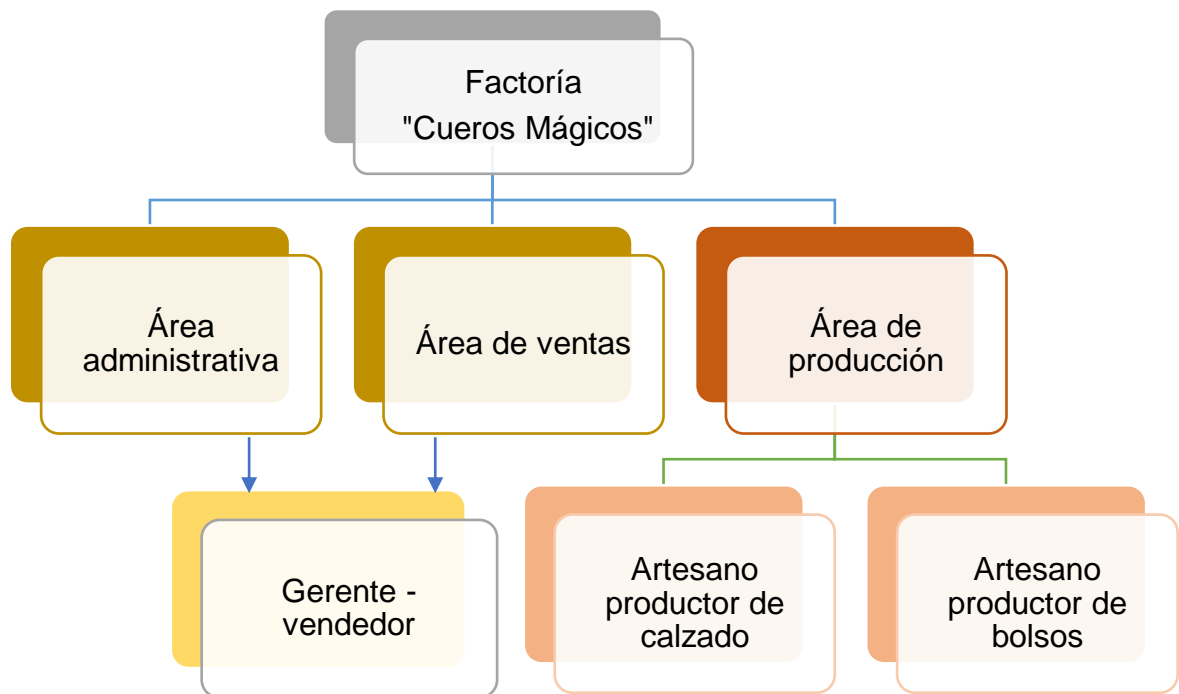 Factoría
"Cueros Mágicos"
Área
administrativa
Área de ventas
Área de
producción
Gerente -
vendedor
Artesano
productor de
calzado
Artesano
productor de
bolsos